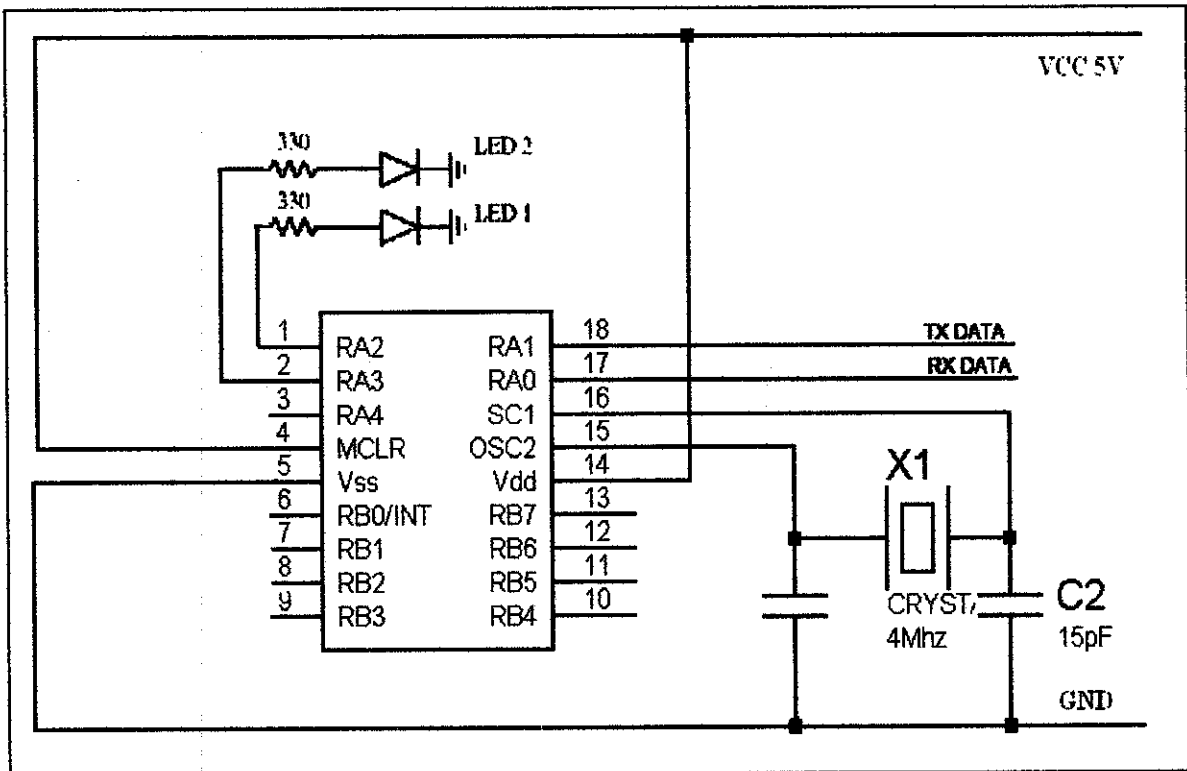 VCC 5V
330
LED 2
330
LED 1
1 RA2 RA1 18 TX DATA
2 RA3 RA0 17 RX DATA
3 RA4 SC1 16
4 MCLR OSC2 15
5 Vss Vdd 14
6 RB0/INT RB7 13
7 RB1 RB6 12
8 RB2 RB5 11
9 RB3 RB4 10
X1
CRYST
4Mhz
C2
15pF
GND